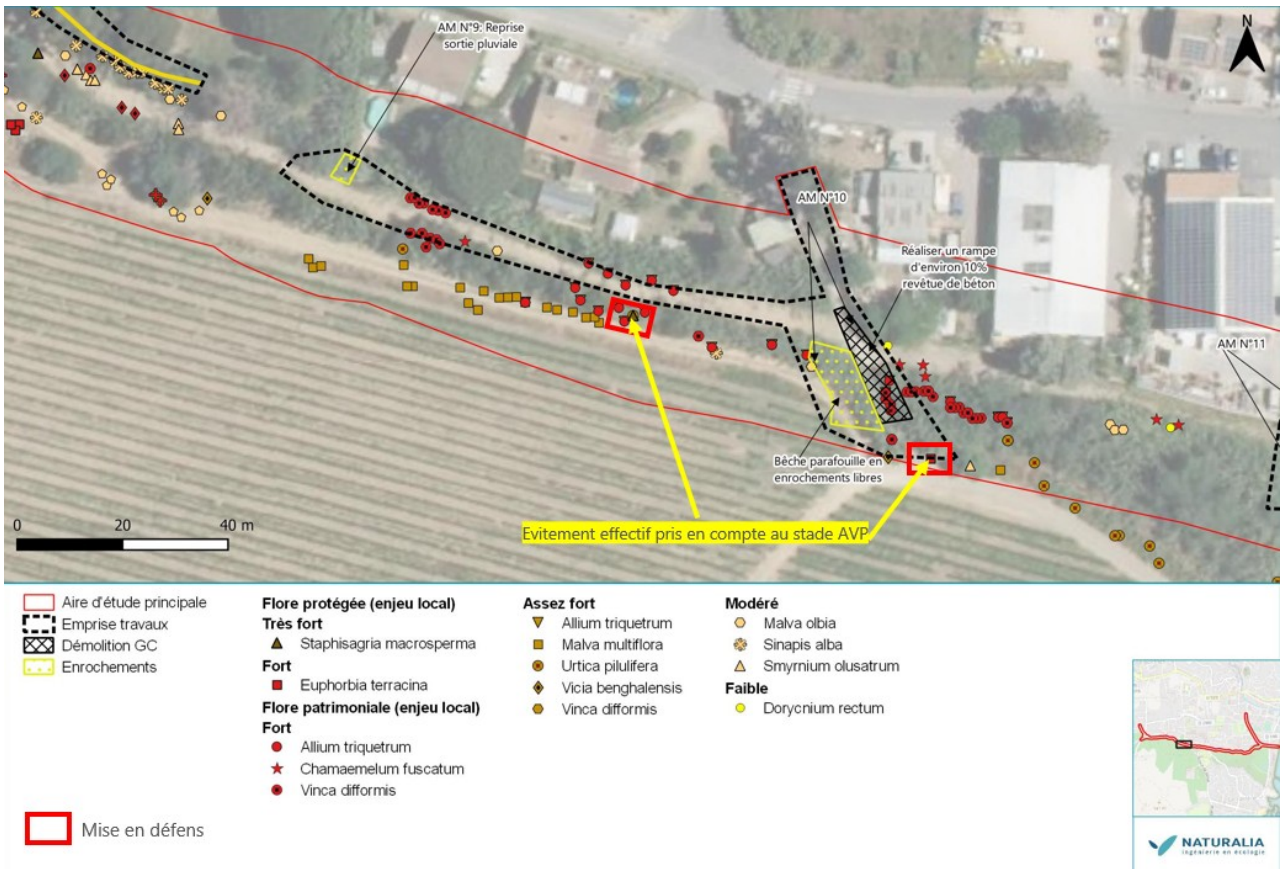 AM N°9: Reprise
sortie pluviale
N
AM N°10
Réaliser un rampe
d'environ 10%
revêtue de béton
AM N°11
Bêche parafouille en
enrochements libres
Evitement effectif pris en compte au stade AVP
0 20 40 m
Aire d'étude principale
Emprise travaux
Démolition GC
Enrochements
Flore protégée (enjeu local)
Très fort
Staphisagria macrosperma
Fort
Euphorbia terracina
Flore patrimoniale (enjeu local)
Fort
Allium triquetrum
Chamaemelum fuscatum
Vinca difformis
Assez fort
Allium triquetrum
Malva multiflora
Urtica pilulifera
Vicia benghalensis
Vinca difformis
Modéré
Malva olbia
Sinapis alba
Smyrnium olusatrum
Faible
Dorycnium rectum
Mise en défens
NATURALIA
ingénierie en écologie